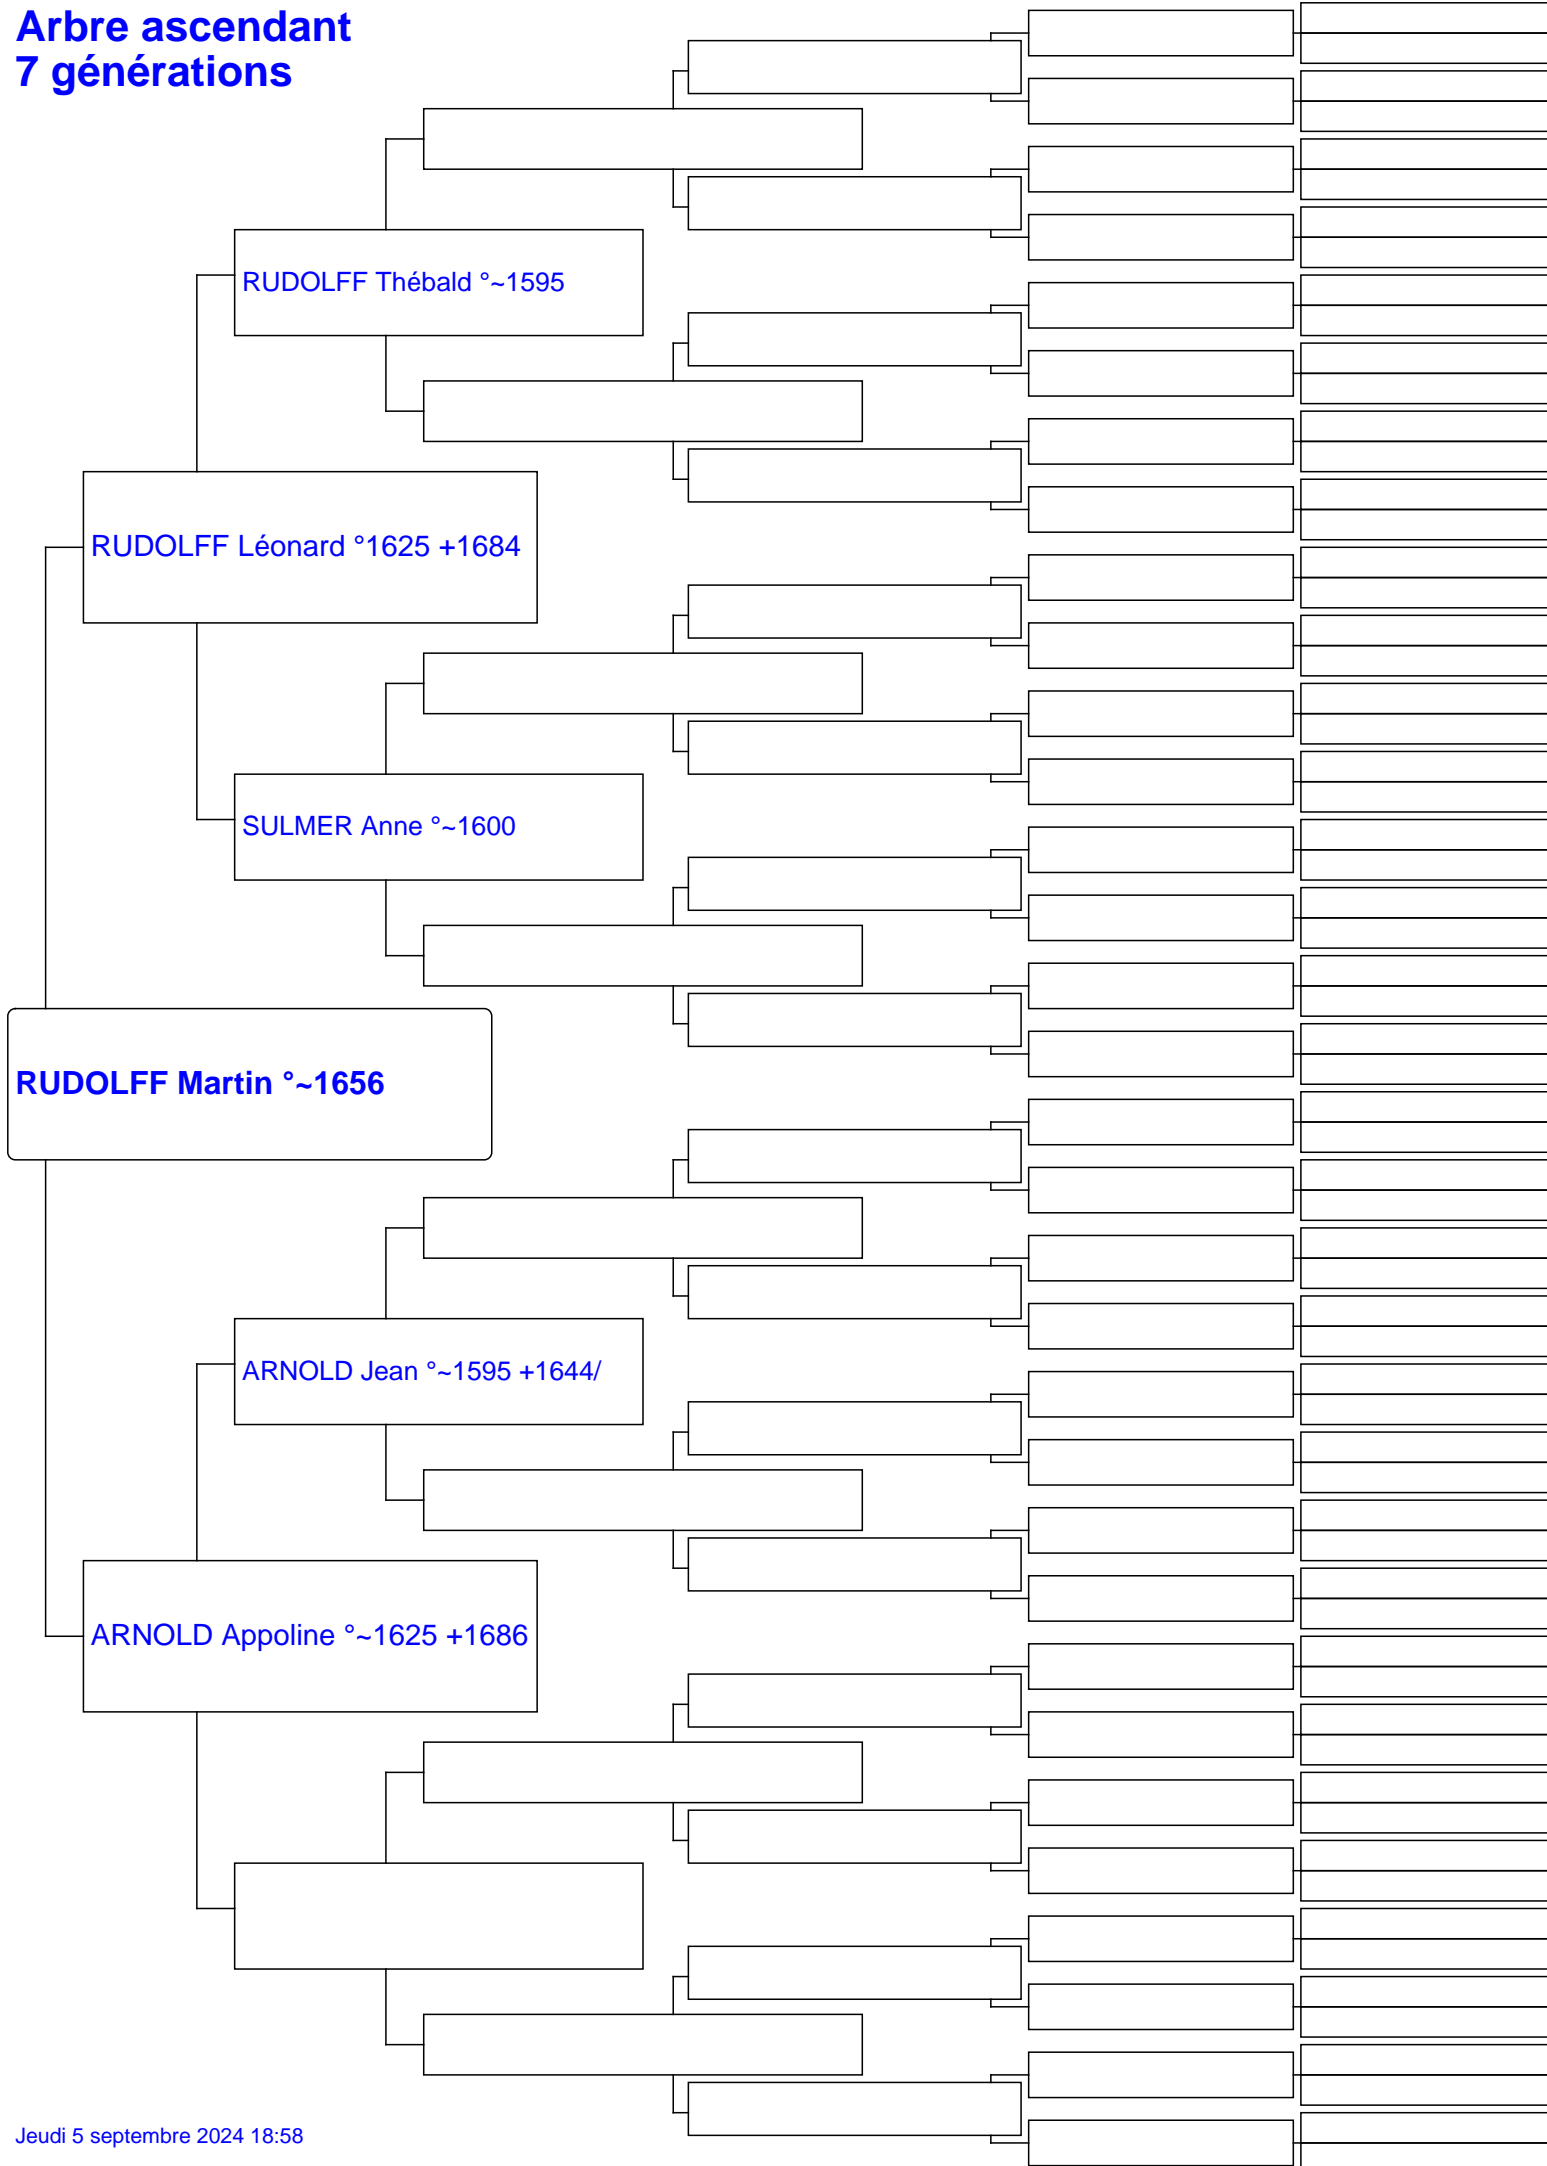 Arbre ascendant
7 générations
RUDOLFF Thébald °~1595
RUDOLFF Léonard °1625 +1684
SULMER Anne °~1600
RUDOLFF Martin °~1656
ARNOLD Jean °~1595 +1644/
ARNOLD Appoline °~1625 +1686
Jeudi 5 septembre 2024 18:58